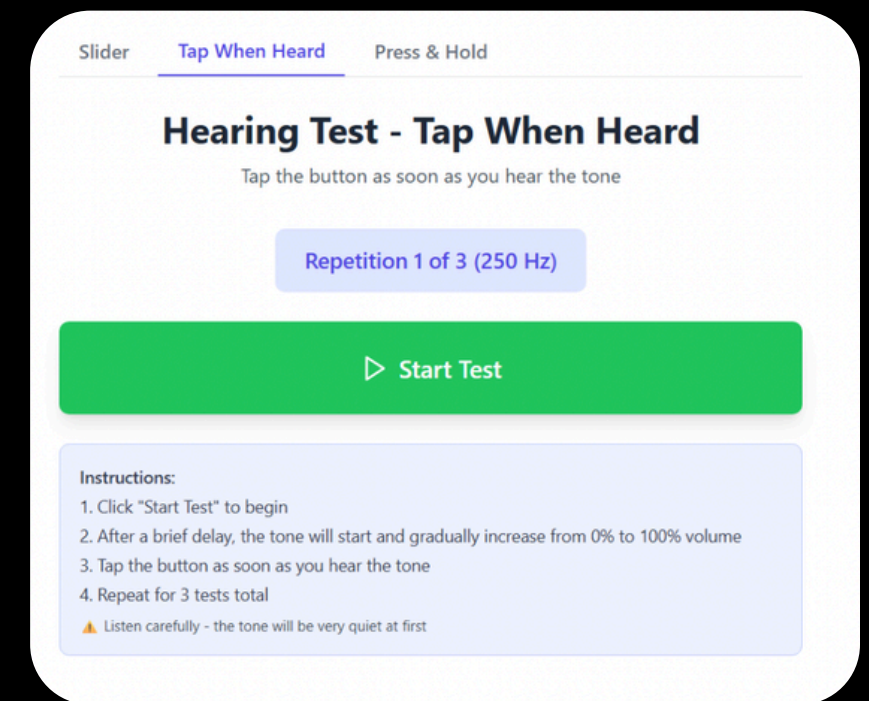 Slider Tap When Heard Press & Hold
Hearing Test - Tap When Heard
Tap the button as soon as you hear the tone
Repetition 1 of 3 (250 Hz)
Start Test
Instructions:
1. Click "Start Test" to begin
2. After a brief delay, the tone will start and gradually increase from 0% to 100% volume
3. Tap the button as soon as you hear the tone
4. Repeat for 3 tests total
⚠ Listen carefully - the tone will be very quiet at first